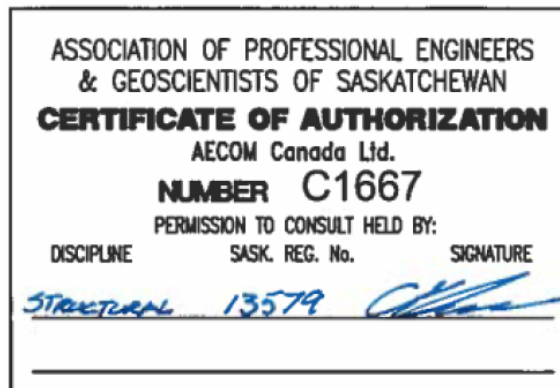 ASSOCIATION OF PROFESSIONAL ENGINEERS
& GEOSCIENTISTS OF SASKATCHEWAN
CERTIFICATE OF AUTHORIZATION
AECOM Canada Ltd.
NUMBER C1667
PERMISSION TO CONSULT HELD BY:
DISCIPLINE SASK. REG. No. SIGNATURE
STRUCTURAL 13579